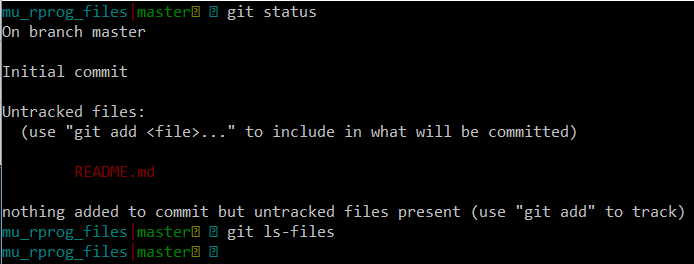 mu_rprog_files|master⍰ ⍰ git status
On branch master
Initial commit
Untracked files:
(use "git add <file>..." to include in what will be committed)
README.md
nothing added to commit but untracked files present (use "git add" to track)
mu_rprog_files|master⍰ ⍰ git ls-files
mu_rprog_files|master⍰ ⍰